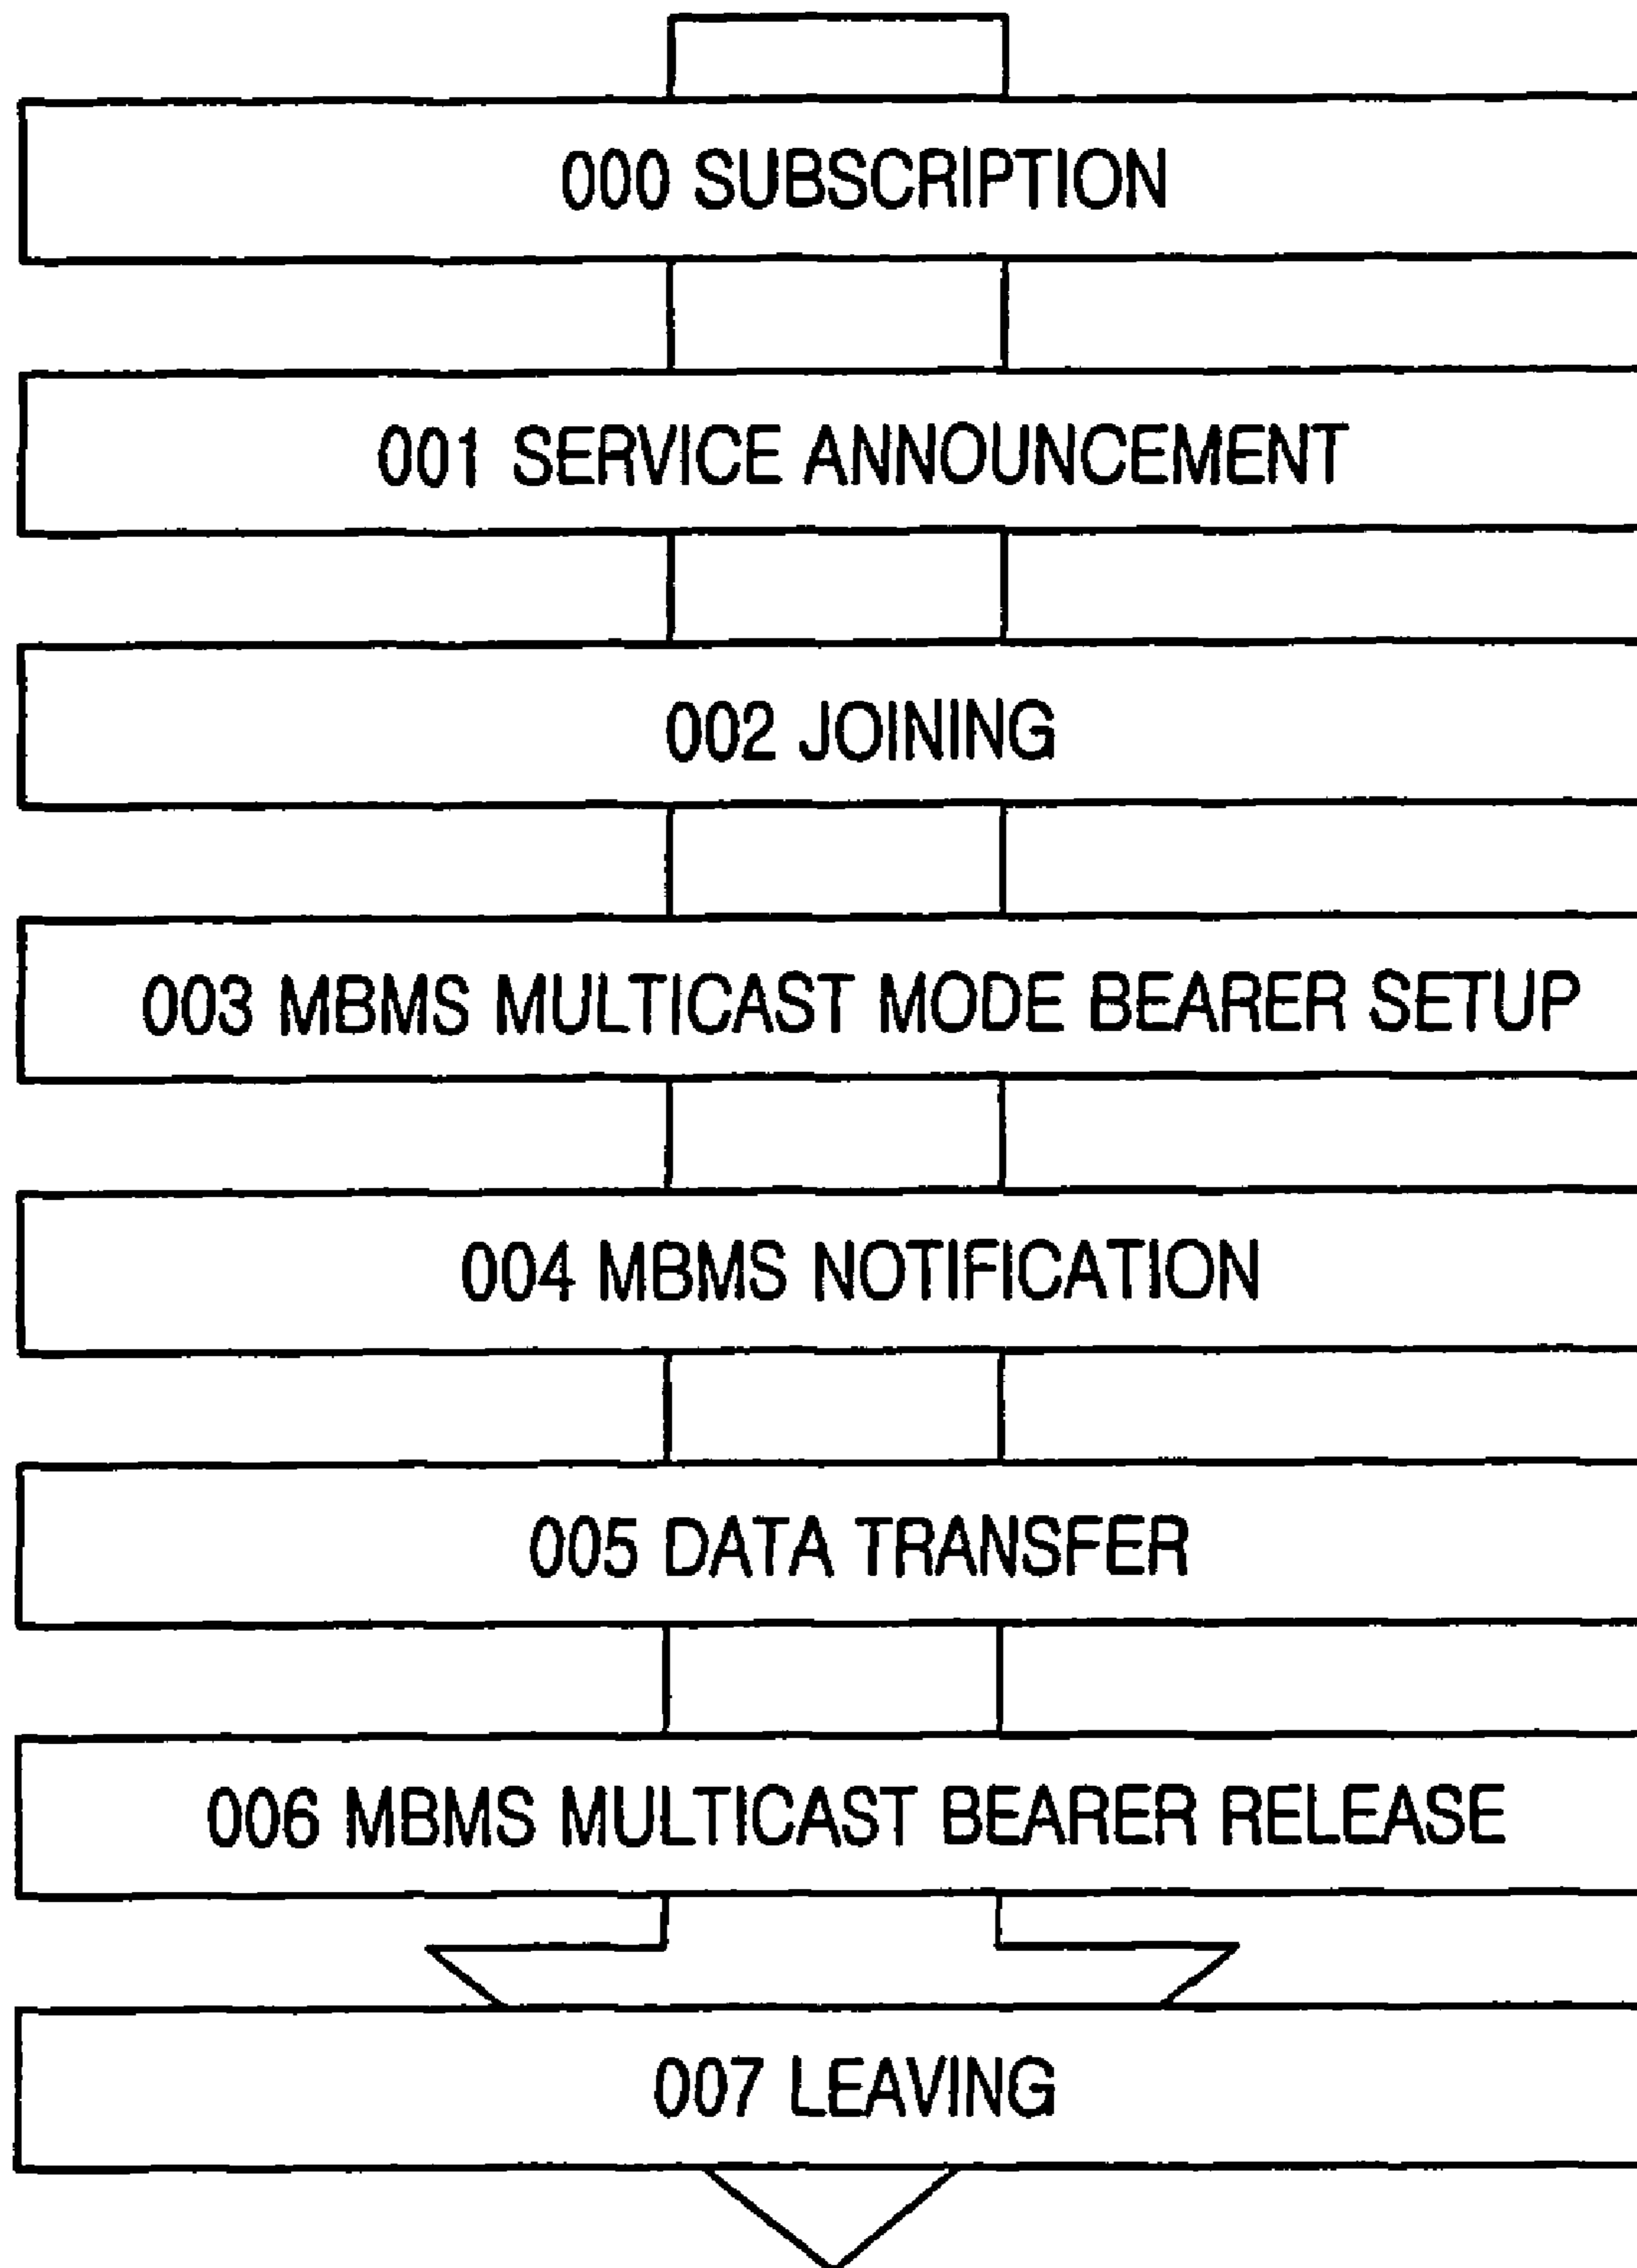 000 SUBSCRIPTION
001 SERVICE ANNOUNCEMENT
002 JOINING
003 MBMS MULTICAST MODE BEARER SETUP
004 MBMS NOTIFICATION
005 DATA TRANSFER
006 MBMS MULTICAST BEARER RELEASE
007 LEAVING